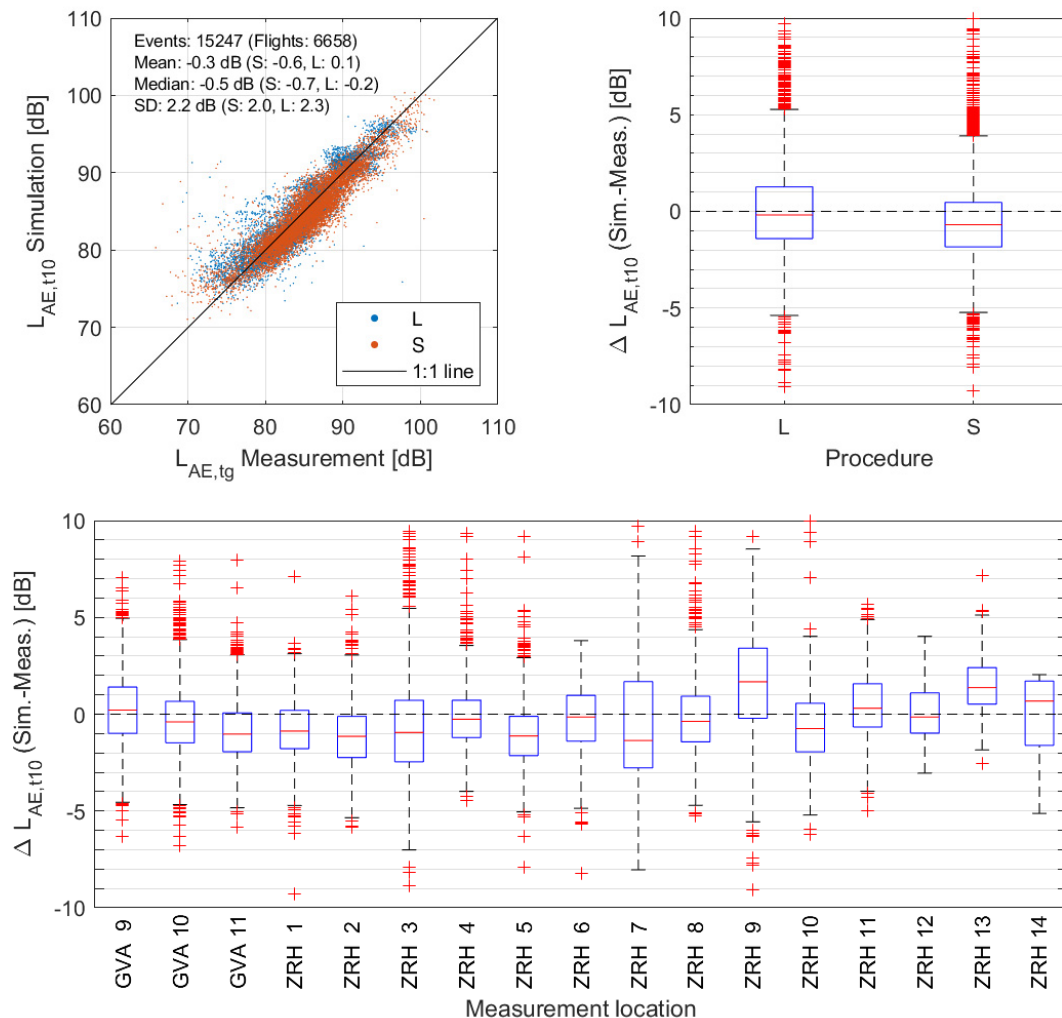 110
100
90
80
70
60
60
70
80
90
100
110
L_AE,t10 Simulation [dB]
L_AE,tg Measurement [dB]
Events: 15247 (Flights: 6658)
Mean: -0.3 dB (S: -0.6, L: 0.1)
Median: -0.5 dB (S: -0.7, L: -0.2)
SD: 2.2 dB (S: 2.0, L: 2.3)
L
S
1:1 line
10
5
0
-5
-10
Δ L_AE,t10 (Sim.-Meas.) [dB]
L
S
Procedure
10
5
0
-5
-10
Δ L_AE,t10 (Sim.-Meas.) [dB]
GVA 9
GVA 10
GVA 11
ZRH 1
ZRH 2
ZRH 3
ZRH 4
ZRH 5
ZRH 6
ZRH 7
ZRH 8
ZRH 9
ZRH 10
ZRH 11
ZRH 12
ZRH 13
ZRH 14
Measurement location